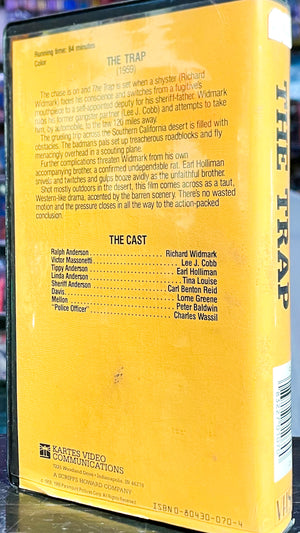 Running time: 84 minutes
Color
THE TRAP
(1959)
The chase is on and The Trap is set when a shyster (Richard
Widmark) faces his conscience and switches from a fugitive's
mouthpiece to a self-appointed deputy for his sheriff-father. Widmark
nabs his former gangster partner (Lee J. Cobb) and attempts to take
him, by automobile, to the law 120 miles away.
The grueling trip across the Southern California desert is filled with
obstacles. The badman's pals set up treacherous roadblocks and fly
menacingly overhead in a scouting plane.
Further complications threaten Widmark from his own
accompanying brother, a confirmed undependable rat. Earl Holliman
snivels and twitches and gulps booze avidly as the unfaithful brother.
Shot mostly outdoors in the desert, this film comes across as a taut,
Western-like drama, accented by the barren scenery. There's no wasted
motion and the pressure closes in all the way to the action-packed
conclusion.
THE CAST
Ralph Anderson Richard Widmark
Victor Massonetti Lee J. Cobb
Tippy Anderson Earl Holliman
Linda Anderson Tina Louise
Sheriff Anderson Carl Benton Reid
Davis Lorne Greene
Mellon Peter Baldwin
"Police Officer" Charles Wassil
KARTES VIDEO
COMMUNICATIONS
7225 Woodland Drive • Indianapolis, IN 46278
A SCRIPPS HOWARD COMPANY
Paramount Pictures Corp. All Rights Reserved
ISBN 0-80430-070-4
THE TRAP
VHS